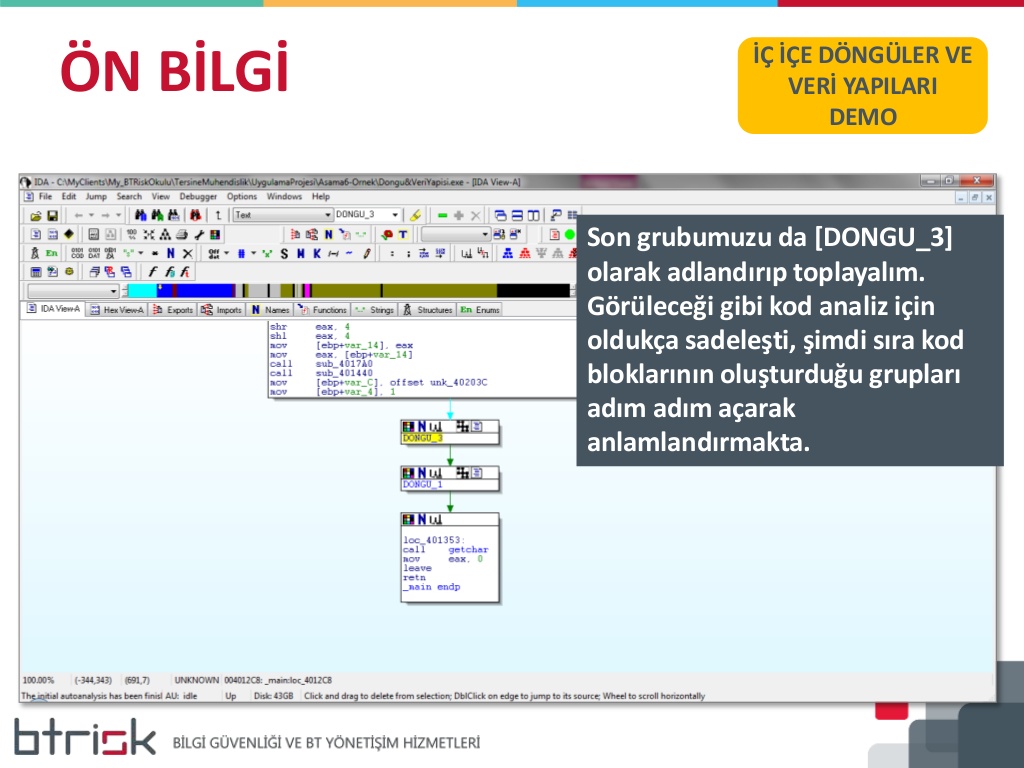 ÖN BİLGİ
İÇ İÇE DÖNGÜLER VE
VERİ YAPILARI
DEMO
IDA - C:\MyClients\My_BTRiskOkulu\TersineMuhendislik\UygulamaProjesi\Asama6-Ornek\Dongu&VeriYapisi.exe - [IDA View-A]
File Edit Jump Search View Debugger Options Windows Help
Text DONGU_3
IDA View-A Hex View-A Exports Imports Names Functions Strings Structures Enums
Son grubumuzu da [DONGU_3]
olarak adlandırıp toplayalım.
Görüleceği gibi kod analiz için
oldukça sadeleşti, şimdi sıra kod
bloklarının oluşturduğu grupları
adım adım açarak
anlamlandırmakta.
shr eax, 4
shl eax, 4
mov [ebp+var_14], eax
mov eax, [ebp+var_14]
call sub_4017A0
call sub_401440
mov [ebp+var_C], offset unk_40203C
mov [ebp+var_4], 1
DONGU_3
DONGU_1
loc_401353:
call getchar
mov eax, 0
leave
retn
_main endp
100.00% (-344,343) (691,7) UNKNOWN 004012C8: _main:loc_4012C8
The initial autoanalysis has been finisl AU: idle Up Disk: 43GB Click and drag to delete from selection; DblClick on edge to jump to its source; Wheel to scroll horizontally
btrisk BİLGİ GÜVENLİĞİ VE BT YÖNETİŞİM HİZMETLERİ